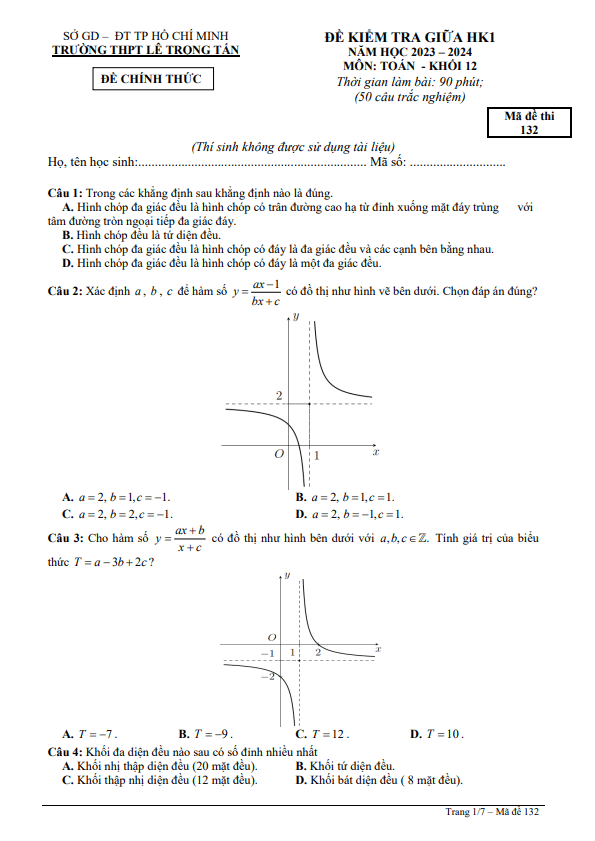 SỞ GD – ĐT TP HỒ CHÍ MINH
TRƯỜNG THPT LÊ TRỌNG TẤN
ĐỀ CHÍNH THỨC
ĐỀ KIỂM TRA GIỮA HK1
NĂM HỌC 2023 – 2024
MÔN: TOÁN - KHỐI 12
Thời gian làm bài: 90 phút;
(50 câu trắc nghiệm)
Mã đề thi
132
(Thí sinh không được sử dụng tài liệu)
Họ, tên học sinh:..................................................................... Mã số: .............................
Câu 1: Trong các khẳng định sau khẳng định nào là đúng.
A. Hình chóp đa giác đều là hình chóp có trân đường cao hạ từ đỉnh xuống mặt đáy trùng với
tâm đường tròn ngoại tiếp đa giác đáy.
B. Hình chóp đều là tứ diện đều.
C. Hình chóp đa giác đều là hình chóp có đáy là đa giác đều và các cạnh bên bằng nhau.
D. Hình chóp đa giác đều là hình chóp có đáy là một đa giác đều.
Câu 2: Xác định a , b , c để hàm số y = (ax − 1)/(bx + c) có đồ thị như hình vẽ bên dưới. Chọn đáp án đúng?
y
2
O 1 x
A. a = 2, b = 1, c = −1. B. a = 2, b = 1, c = 1.
C. a = 2, b = 2, c = −1. D. a = 2, b = −1, c = 1.
Câu 3: Cho hàm số y = (ax + b)/(x + c) có đồ thị như hình bên dưới với a, b, c ∈ ℤ. Tính giá trị của biểu
thức T = a − 3b + 2c ?
y
O
−1 1 2 x
−2
A. T = −7 . B. T = −9 . C. T = 12 . D. T = 10 .
Câu 4: Khối đa diện đều nào sau có số đỉnh nhiều nhất
A. Khối nhị thập diện đều (20 mặt đều). B. Khối tứ diện đều.
C. Khối thập nhị diện đều (12 mặt đều). D. Khối bát diện đều ( 8 mặt đều).
Trang 1/7 – Mã đề 132